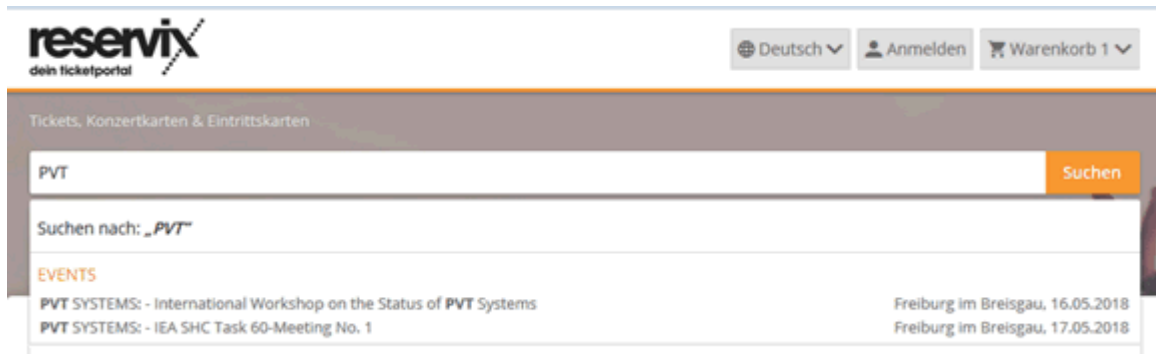 reservix
dein ticketportal
Deutsch Anmelden Warenkorb 1
Tickets, Konzertkarten & Eintrittskarten
PVT Suchen
Suchen nach: „PVT“
EVENTS
PVT SYSTEMS: - International Workshop on the Status of PVT Systems Freiburg im Breisgau, 16.05.2018
PVT SYSTEMS: - IEA SHC Task 60-Meeting No. 1 Freiburg im Breisgau, 17.05.2018